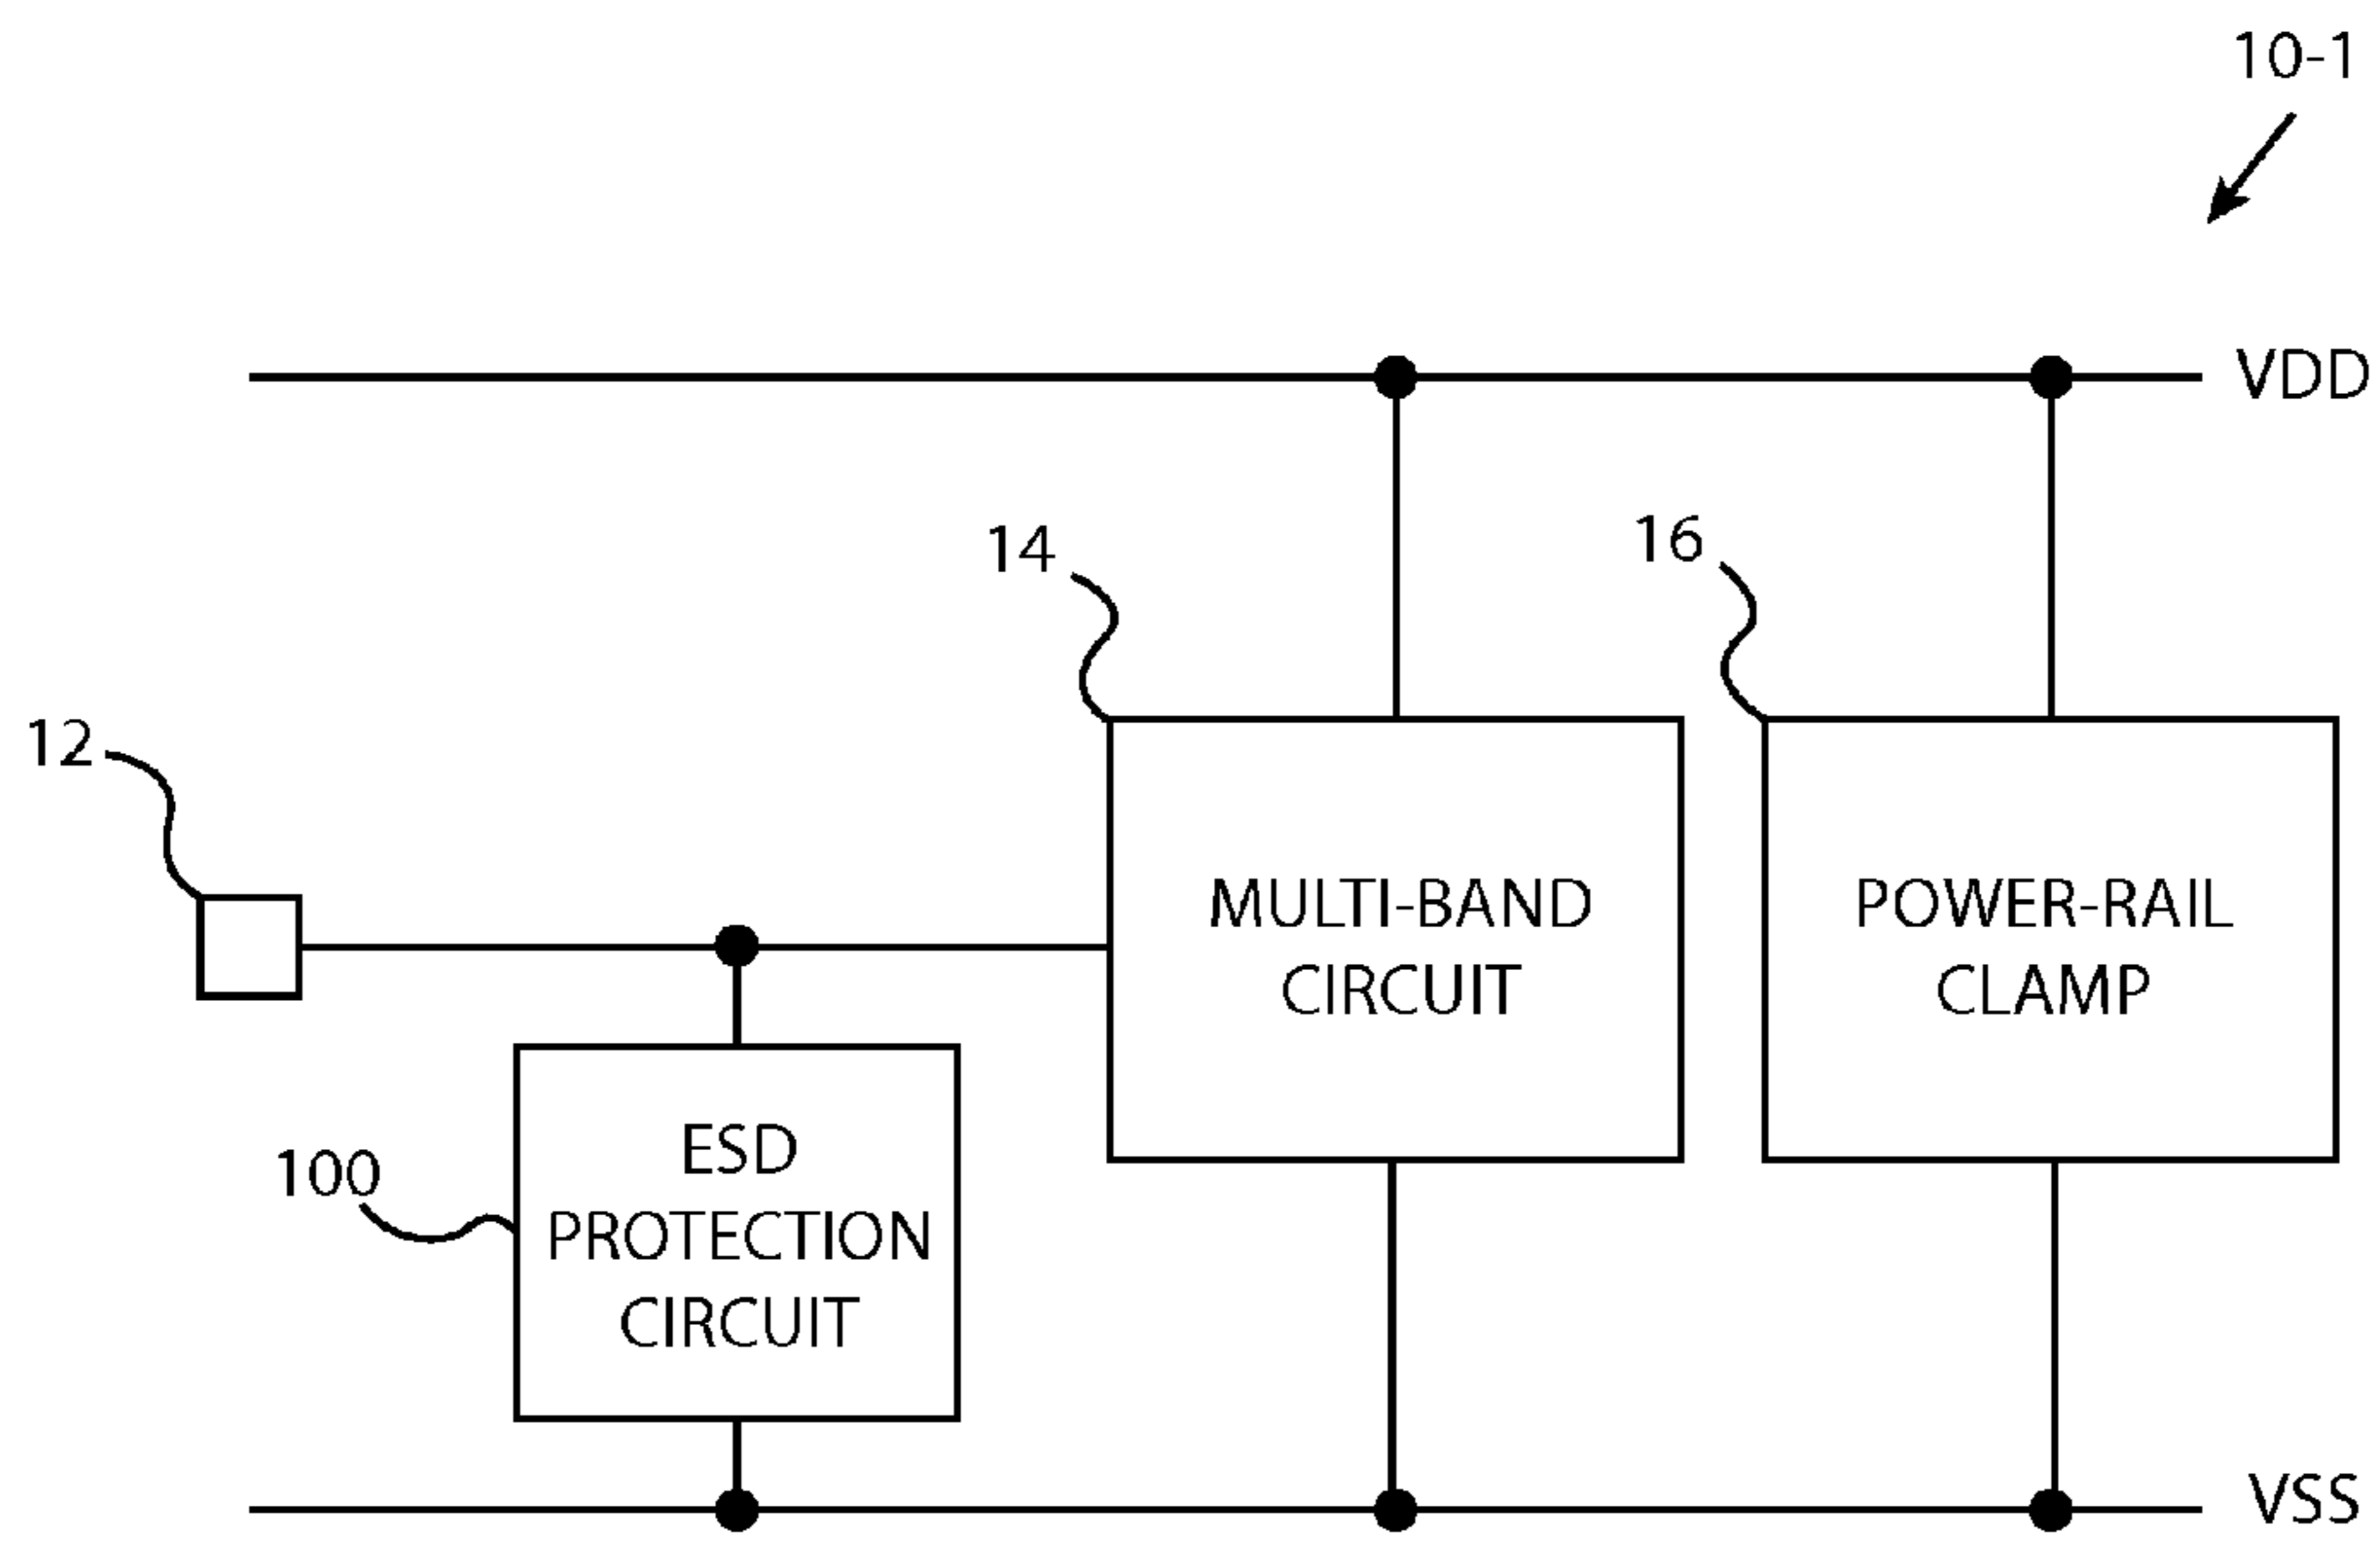 10-1
VDD
14
16
12
MULTI-BAND
CIRCUIT
POWER-RAIL
CLAMP
100
ESD
PROTECTION
CIRCUIT
VSS